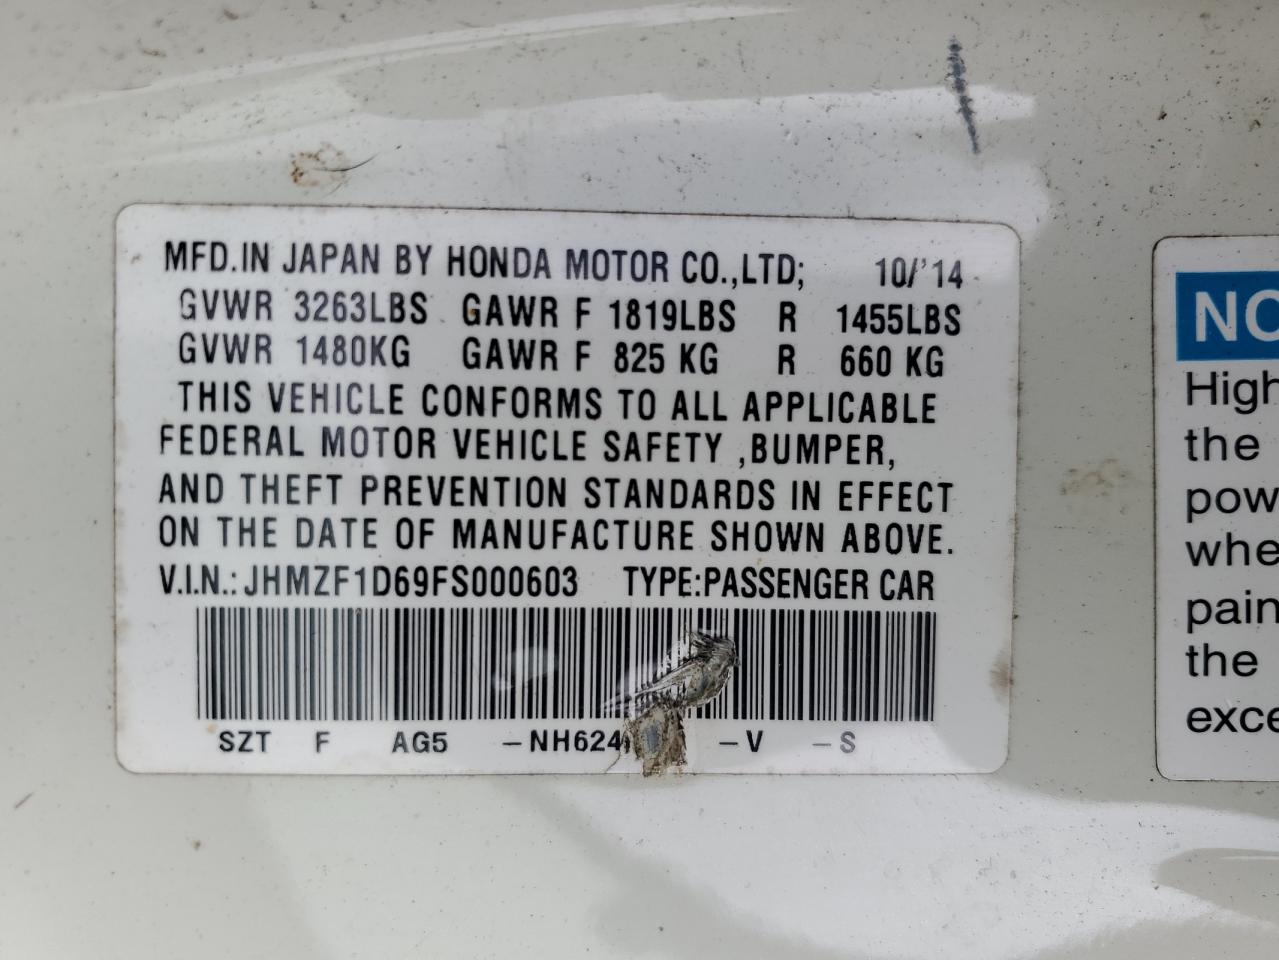 MFD.IN JAPAN BY HONDA MOTOR CO.,LTD; 10/'14
GVWR 3263LBS GAWR F 1819LBS R 1455LBS
GVWR 1480KG GAWR F 825 KG R 660 KG
THIS VEHICLE CONFORMS TO ALL APPLICABLE
FEDERAL MOTOR VEHICLE SAFETY ,BUMPER,
AND THEFT PREVENTION STANDARDS IN EFFECT
ON THE DATE OF MANUFACTURE SHOWN ABOVE.
V.I.N.: JHMZF1D69FS000603 TYPE:PASSENGER CAR
SZT F AG5 -NH624 -V -S
NO
High
the
pow
whe
pain
the
exce